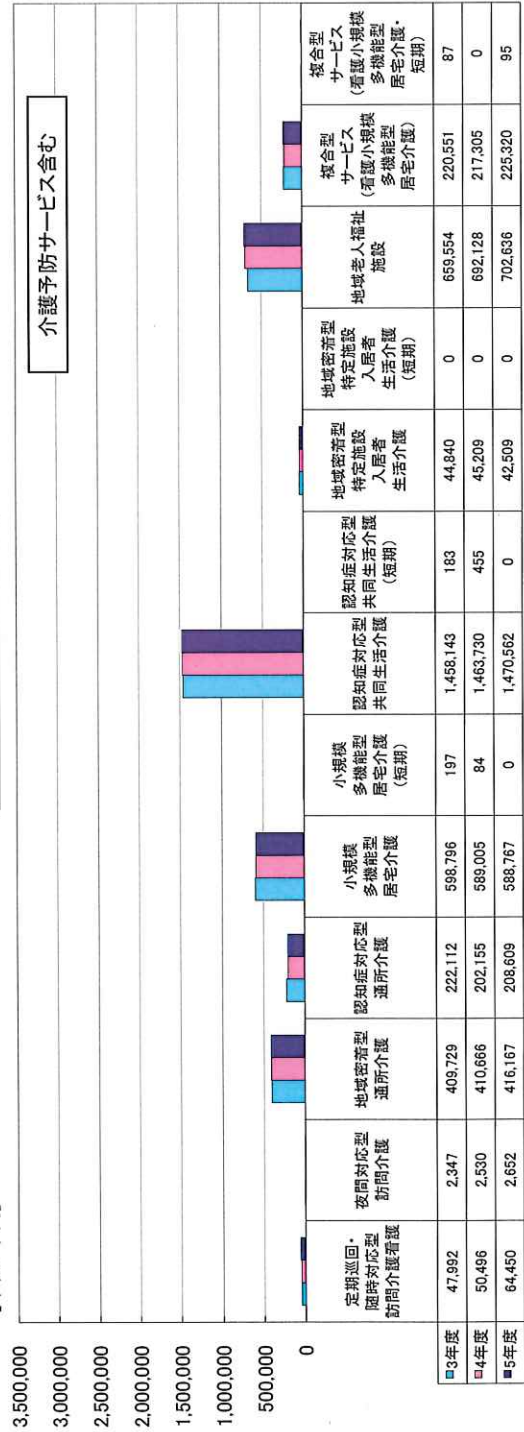 介護予防サービス含む
3,500,000
3,000,000
2,500,000
2,000,000
1,500,000
1,000,000
500,000
0
定期巡回・
随時対応型
訪問介護看護
夜間対応型
訪問介護
地域密着型
通所介護
認知症対応型
通所介護
小規模
多機能型
居宅介護
小規模
多機能型
居宅介護
(短期)
認知症対応型
共同生活介護
認知症対応型
共同生活介護
(短期)
地域密着型
特定施設
入居者
生活介護
地域密着型
特定施設
入居者
生活介護
(短期)
地域老人福祉
施設
複合型
サービス
(看護小規模
多機能型
居宅介護)
複合型
サービス
(看護小規模
多機能型
居宅介護・
短期)
3年度 47,992 2,347 409,729 222,112 598,796 197 1,458,143 183 44,840 0 659,554 220,551 87
4年度 50,496 2,530 410,666 202,155 589,005 84 1,463,730 455 45,209 0 692,128 217,305 0
5年度 64,450 2,652 416,167 208,609 588,767 0 1,470,562 0 42,509 0 702,636 225,320 95